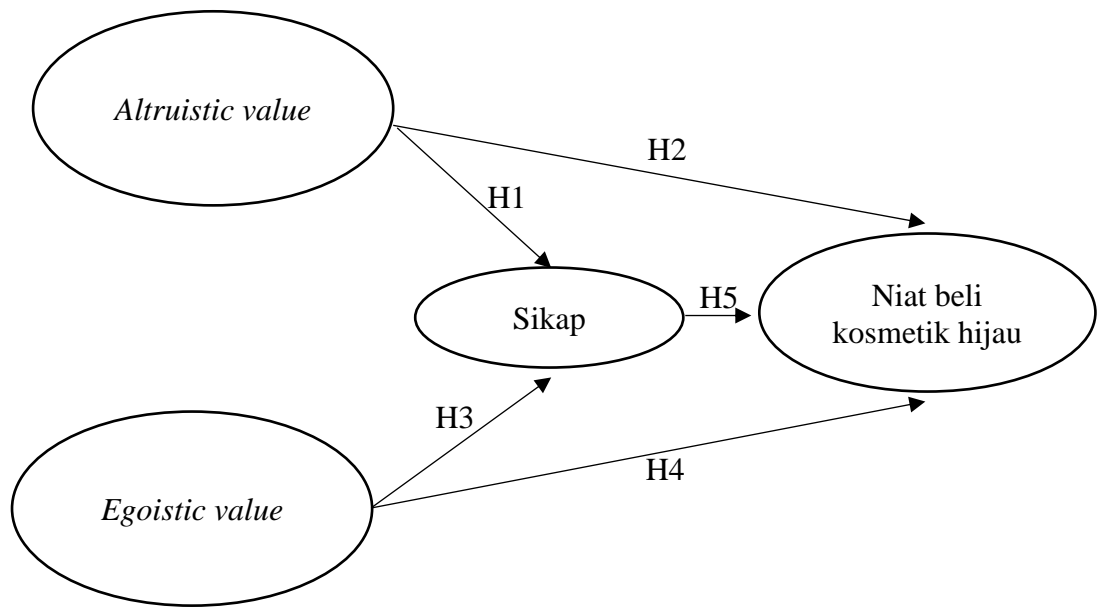 Altruistic value
H2
H1
H5
Sikap
Niat beli
kosmetik hijau
H3
H4
Egoistic value